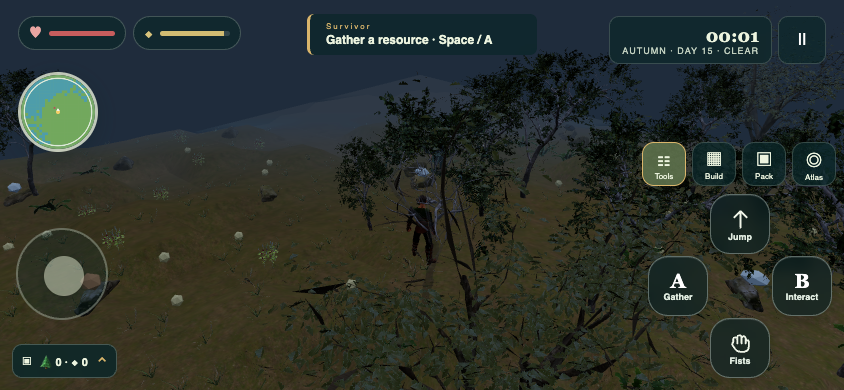 Survivor
Gather a resource · Space / A
00:01
AUTUMN · DAY 15 · CLEAR
Tools
Build
Pack
Atlas
Jump
A
Gather
B
Interact
Fists
0 · ◆ 0